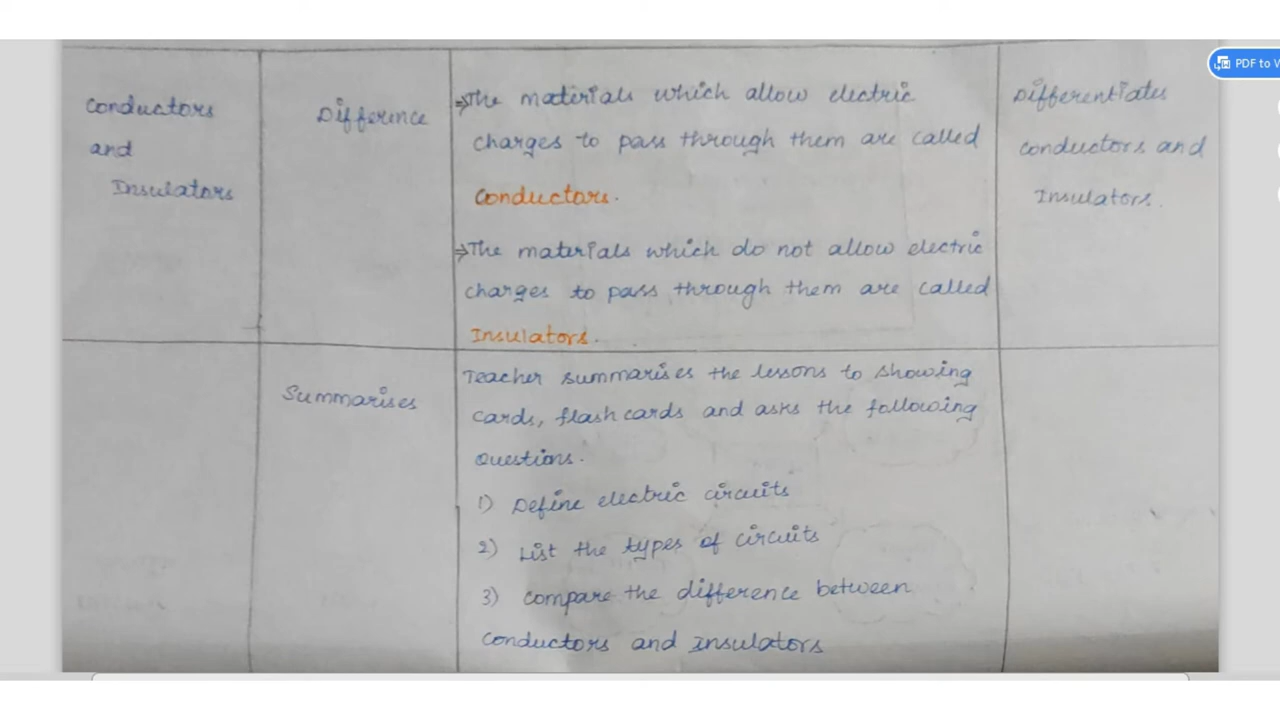 Conductors
and
Insulators
Difference
⇒The materials which allow electric
charges to pass through them are called
Conductors.
⇒The materials which do not allow electric
charges to pass through them are called
Insulators.
Differentiates
conductors and
Insulators.
Summarises
Teacher summarises the lessons to showing
cards, flash cards and asks the following
Questions.
1) Define electric circuits
2) List the types of circuits
3) Compare the difference between
conductors and insulators
PDF to